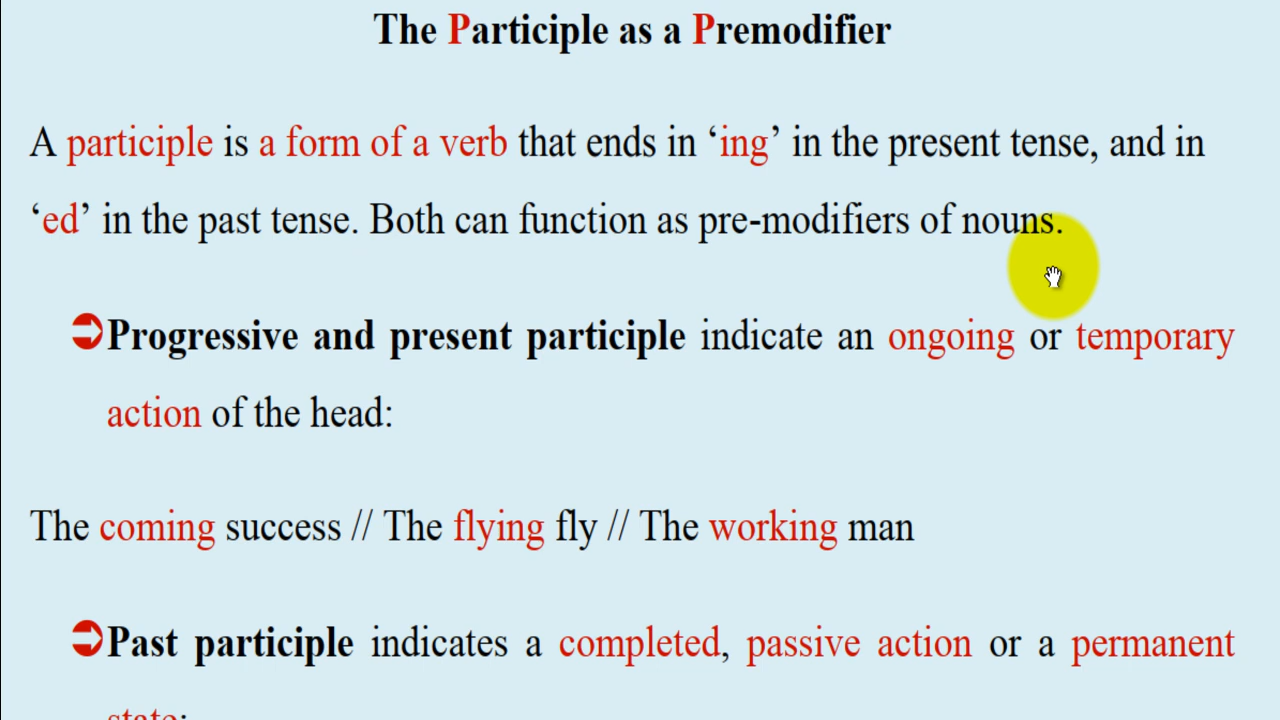 The Participle as a Premodifier
A participle is a form of a verb that ends in ‘ing’ in the present tense, and in
‘ed’ in the past tense. Both can function as pre-modifiers of nouns.
Progressive and present participle indicate an ongoing or temporary
action of the head:
The coming success // The flying fly // The working man
Past participle indicates a completed, passive action or a permanent
state: